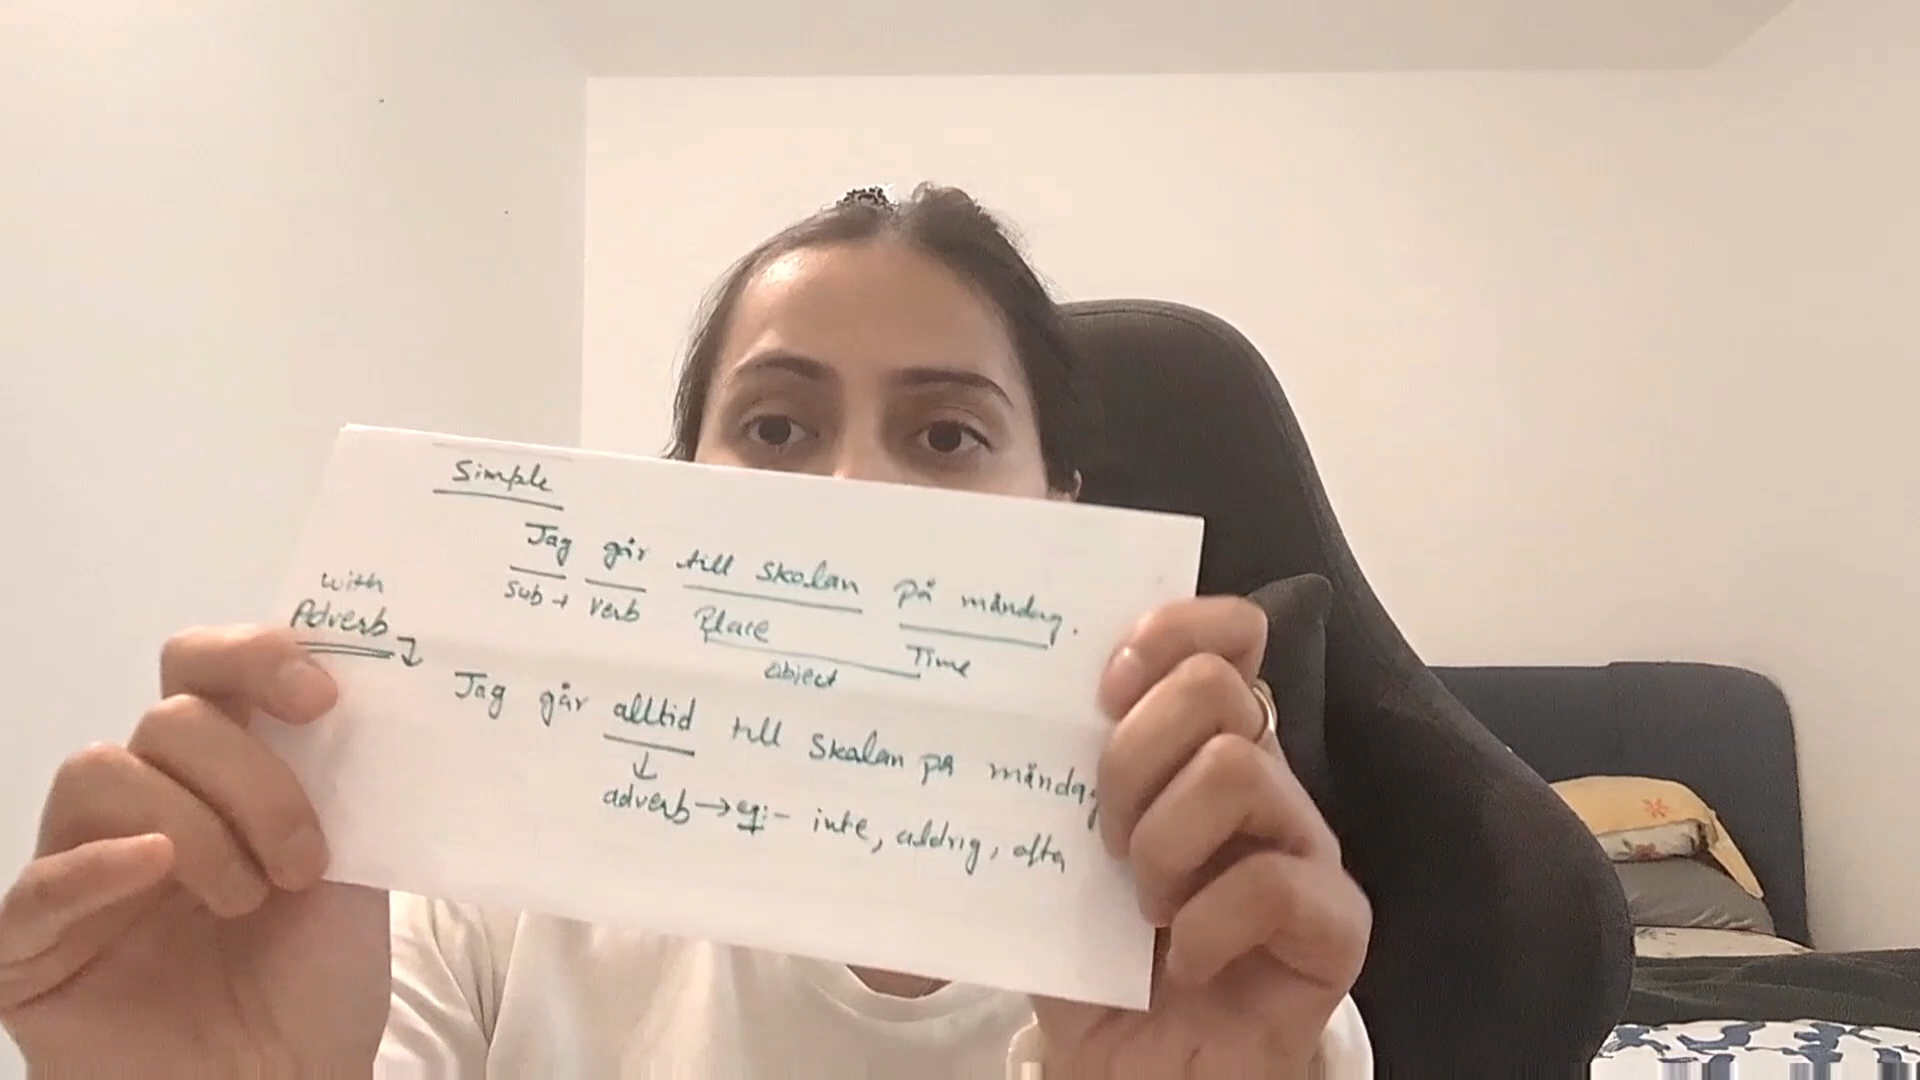 Simple
Jag går till skolan på måndag.
sub + verb Place Time
object
with
Adverb
Jag går alltid till skolan på måndag
adverb → eg:- inte, aldrig, ofta